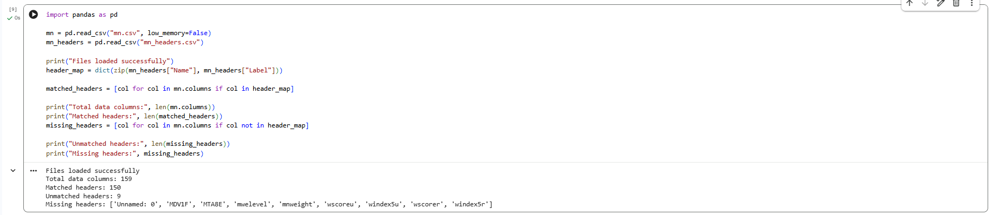 [9]
0s
import pandas as pd
mn = pd.read_csv("mn.csv", low_memory=False)
mn_headers = pd.read_csv("mn_headers.csv")
print("Files loaded successfully")
header_map = dict(zip(mn_headers["Name"], mn_headers["Label"]))
matched_headers = [col for col in mn.columns if col in header_map]
print("Total data columns:", len(mn.columns))
print("Matched headers:", len(matched_headers))
missing_headers = [col for col in mn.columns if col not in header_map]
print("Unmatched headers:", len(missing_headers))
print("Missing headers:", missing_headers)
Files loaded successfully
Total data columns: 159
Matched headers: 150
Unmatched headers: 9
Missing headers: ['Unnamed: 0', 'MDV1F', 'MTA8E', 'mwelevel', 'mnweight', 'wscoreu', 'windex5u', 'wscorer', 'windex5r']